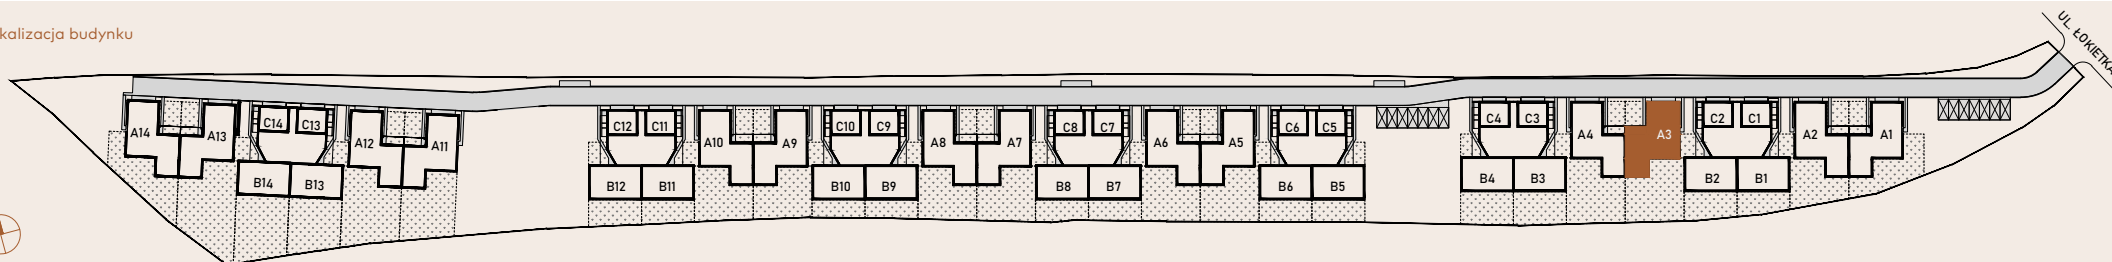 kalizacja budynku
UL. ŁOKIETKA
A14
A13
C14
C13
B14
B13
A12
A11
C12
C11
B12
B11
A10
A9
C10
C9
B10
B9
A8
A7
C8
C7
B8
B7
A6
A5
C6
C5
B6
B5
C4
C3
B4
B3
A4
A3
C2
C1
B2
B1
A2
A1